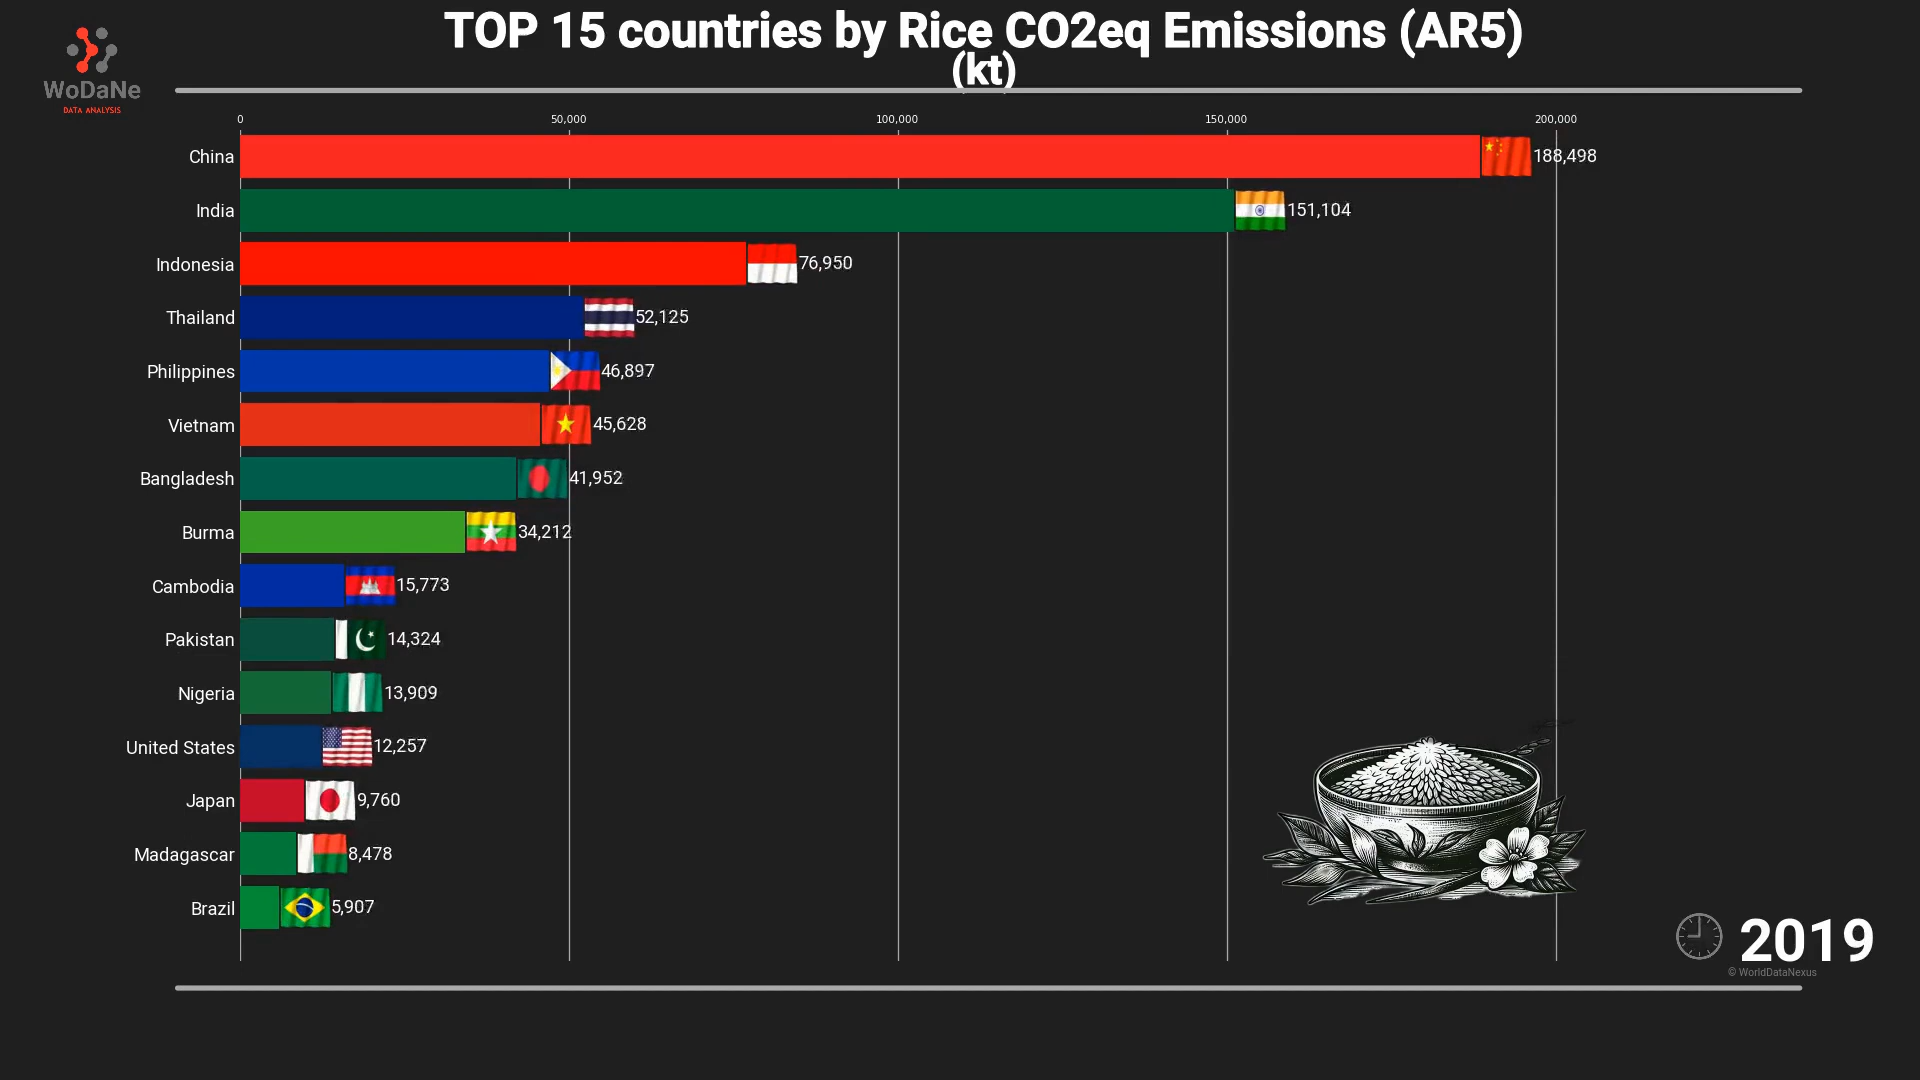 TOP 15 countries by Rice CO2eq Emissions (AR5)
(kt)
WoDaNe
DATA ANALYSIS
0 50,000 100,000 150,000 200,000
China 188,498
India 151,104
Indonesia 76,950
Thailand 52,125
Philippines 46,897
Vietnam 45,628
Bangladesh 41,952
Burma 34,212
Cambodia 15,773
Pakistan 14,324
Nigeria 13,909
United States 12,257
Japan 9,760
Madagascar 8,478
Brazil 5,907
2019
© WorldDataNexus